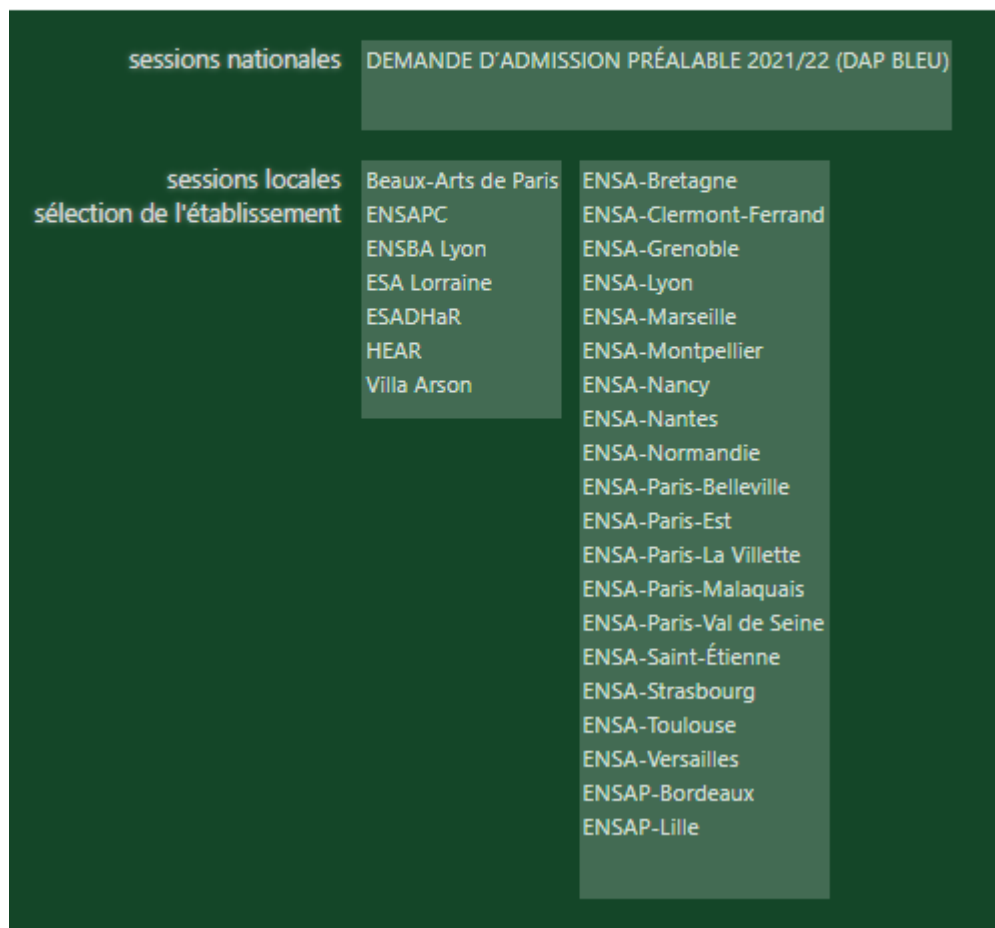 sessions nationales
DEMANDE D'ADMISSION PRÉALABLE 2021/22 (DAP BLEU)
sessions locales
sélection de l'établissement
Beaux-Arts de Paris
ENSAPC
ENSBA Lyon
ESA Lorraine
ESADHaR
HEAR
Villa Arson
ENSA-Bretagne
ENSA-Clermont-Ferrand
ENSA-Grenoble
ENSA-Lyon
ENSA-Marseille
ENSA-Montpellier
ENSA-Nancy
ENSA-Nantes
ENSA-Normandie
ENSA-Paris-Belleville
ENSA-Paris-Est
ENSA-Paris-La Villette
ENSA-Paris-Malaquais
ENSA-Paris-Val de Seine
ENSA-Saint-Étienne
ENSA-Strasbourg
ENSA-Toulouse
ENSA-Versailles
ENSAP-Bordeaux
ENSAP-Lille